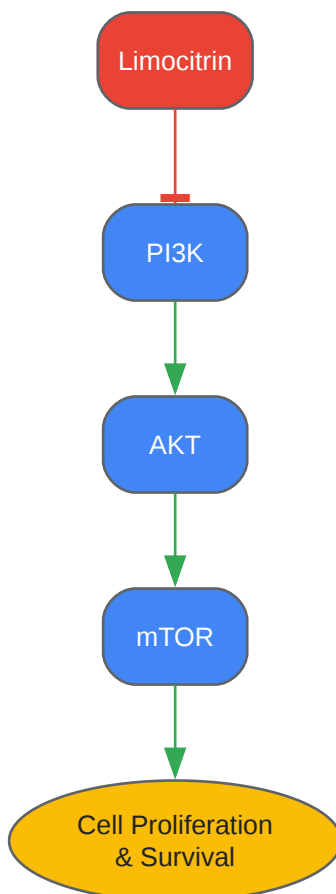 Limocitrin
PI3K
AKT
mTOR
Cell Proliferation
& Survival